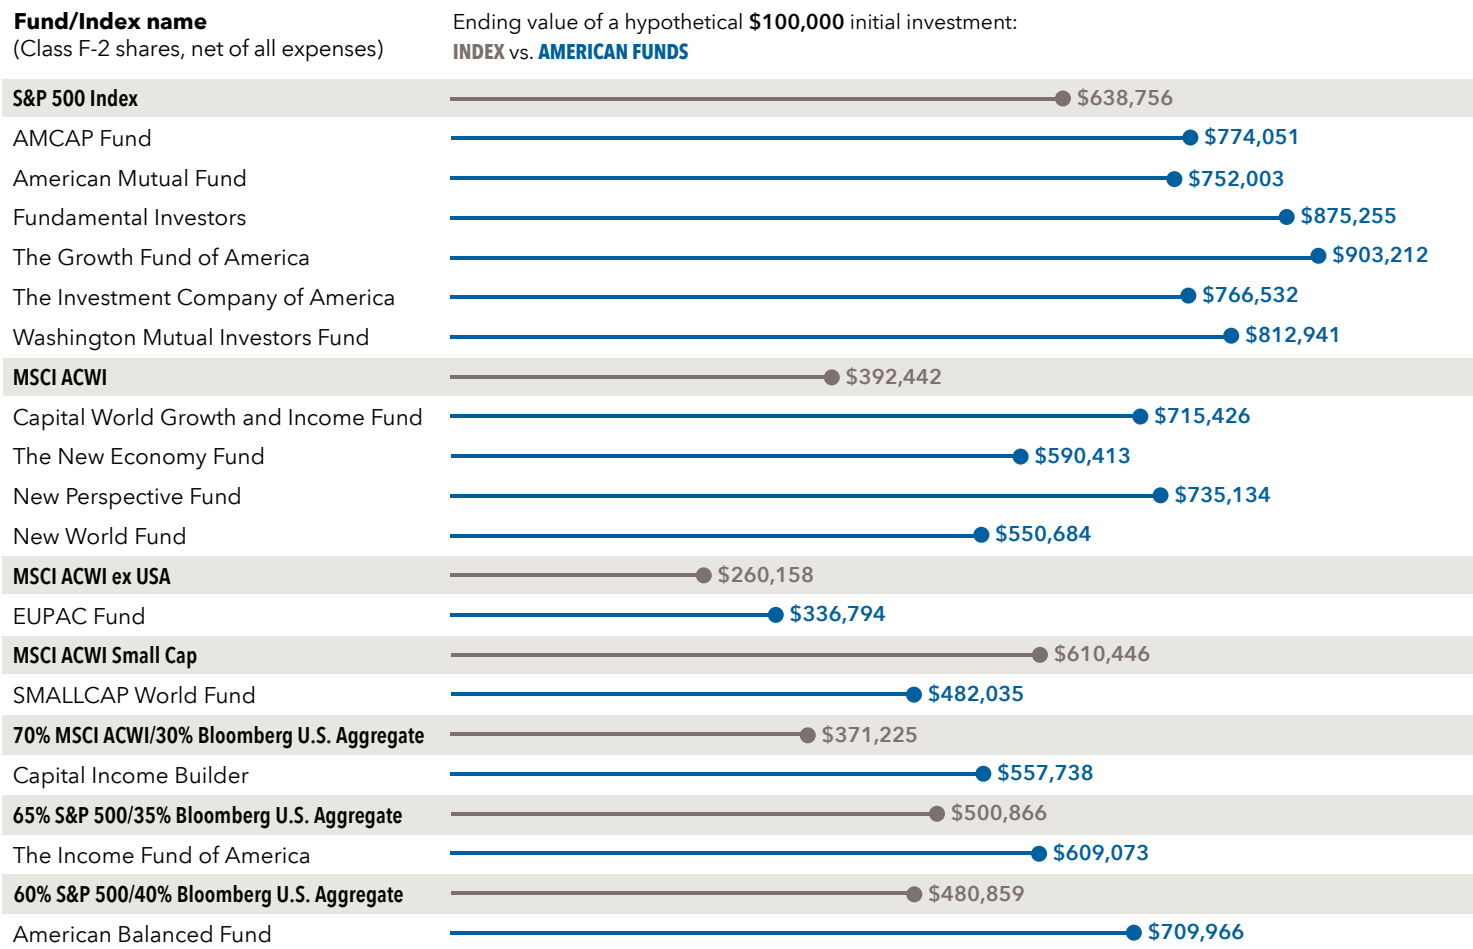 Fund/Index name
(Class F-2 shares, net of all expenses)
Ending value of a hypothetical $100,000 initial investment:
INDEX vs. AMERICAN FUNDS
S&P 500 Index $638,756
AMCAP Fund $774,051
American Mutual Fund $752,003
Fundamental Investors $875,255
The Growth Fund of America $903,212
The Investment Company of America $766,532
Washington Mutual Investors Fund $812,941
MSCI ACWI $392,442
Capital World Growth and Income Fund $715,426
The New Economy Fund $590,413
New Perspective Fund $735,134
New World Fund $550,684
MSCI ACWI ex USA $260,158
EUPAC Fund $336,794
MSCI ACWI Small Cap $610,446
SMALLCAP World Fund $482,035
70% MSCI ACWI/30% Bloomberg U.S. Aggregate $371,225
Capital Income Builder $557,738
65% S&P 500/35% Bloomberg U.S. Aggregate $500,866
The Income Fund of America $609,073
60% S&P 500/40% Bloomberg U.S. Aggregate $480,859
American Balanced Fund $709,966